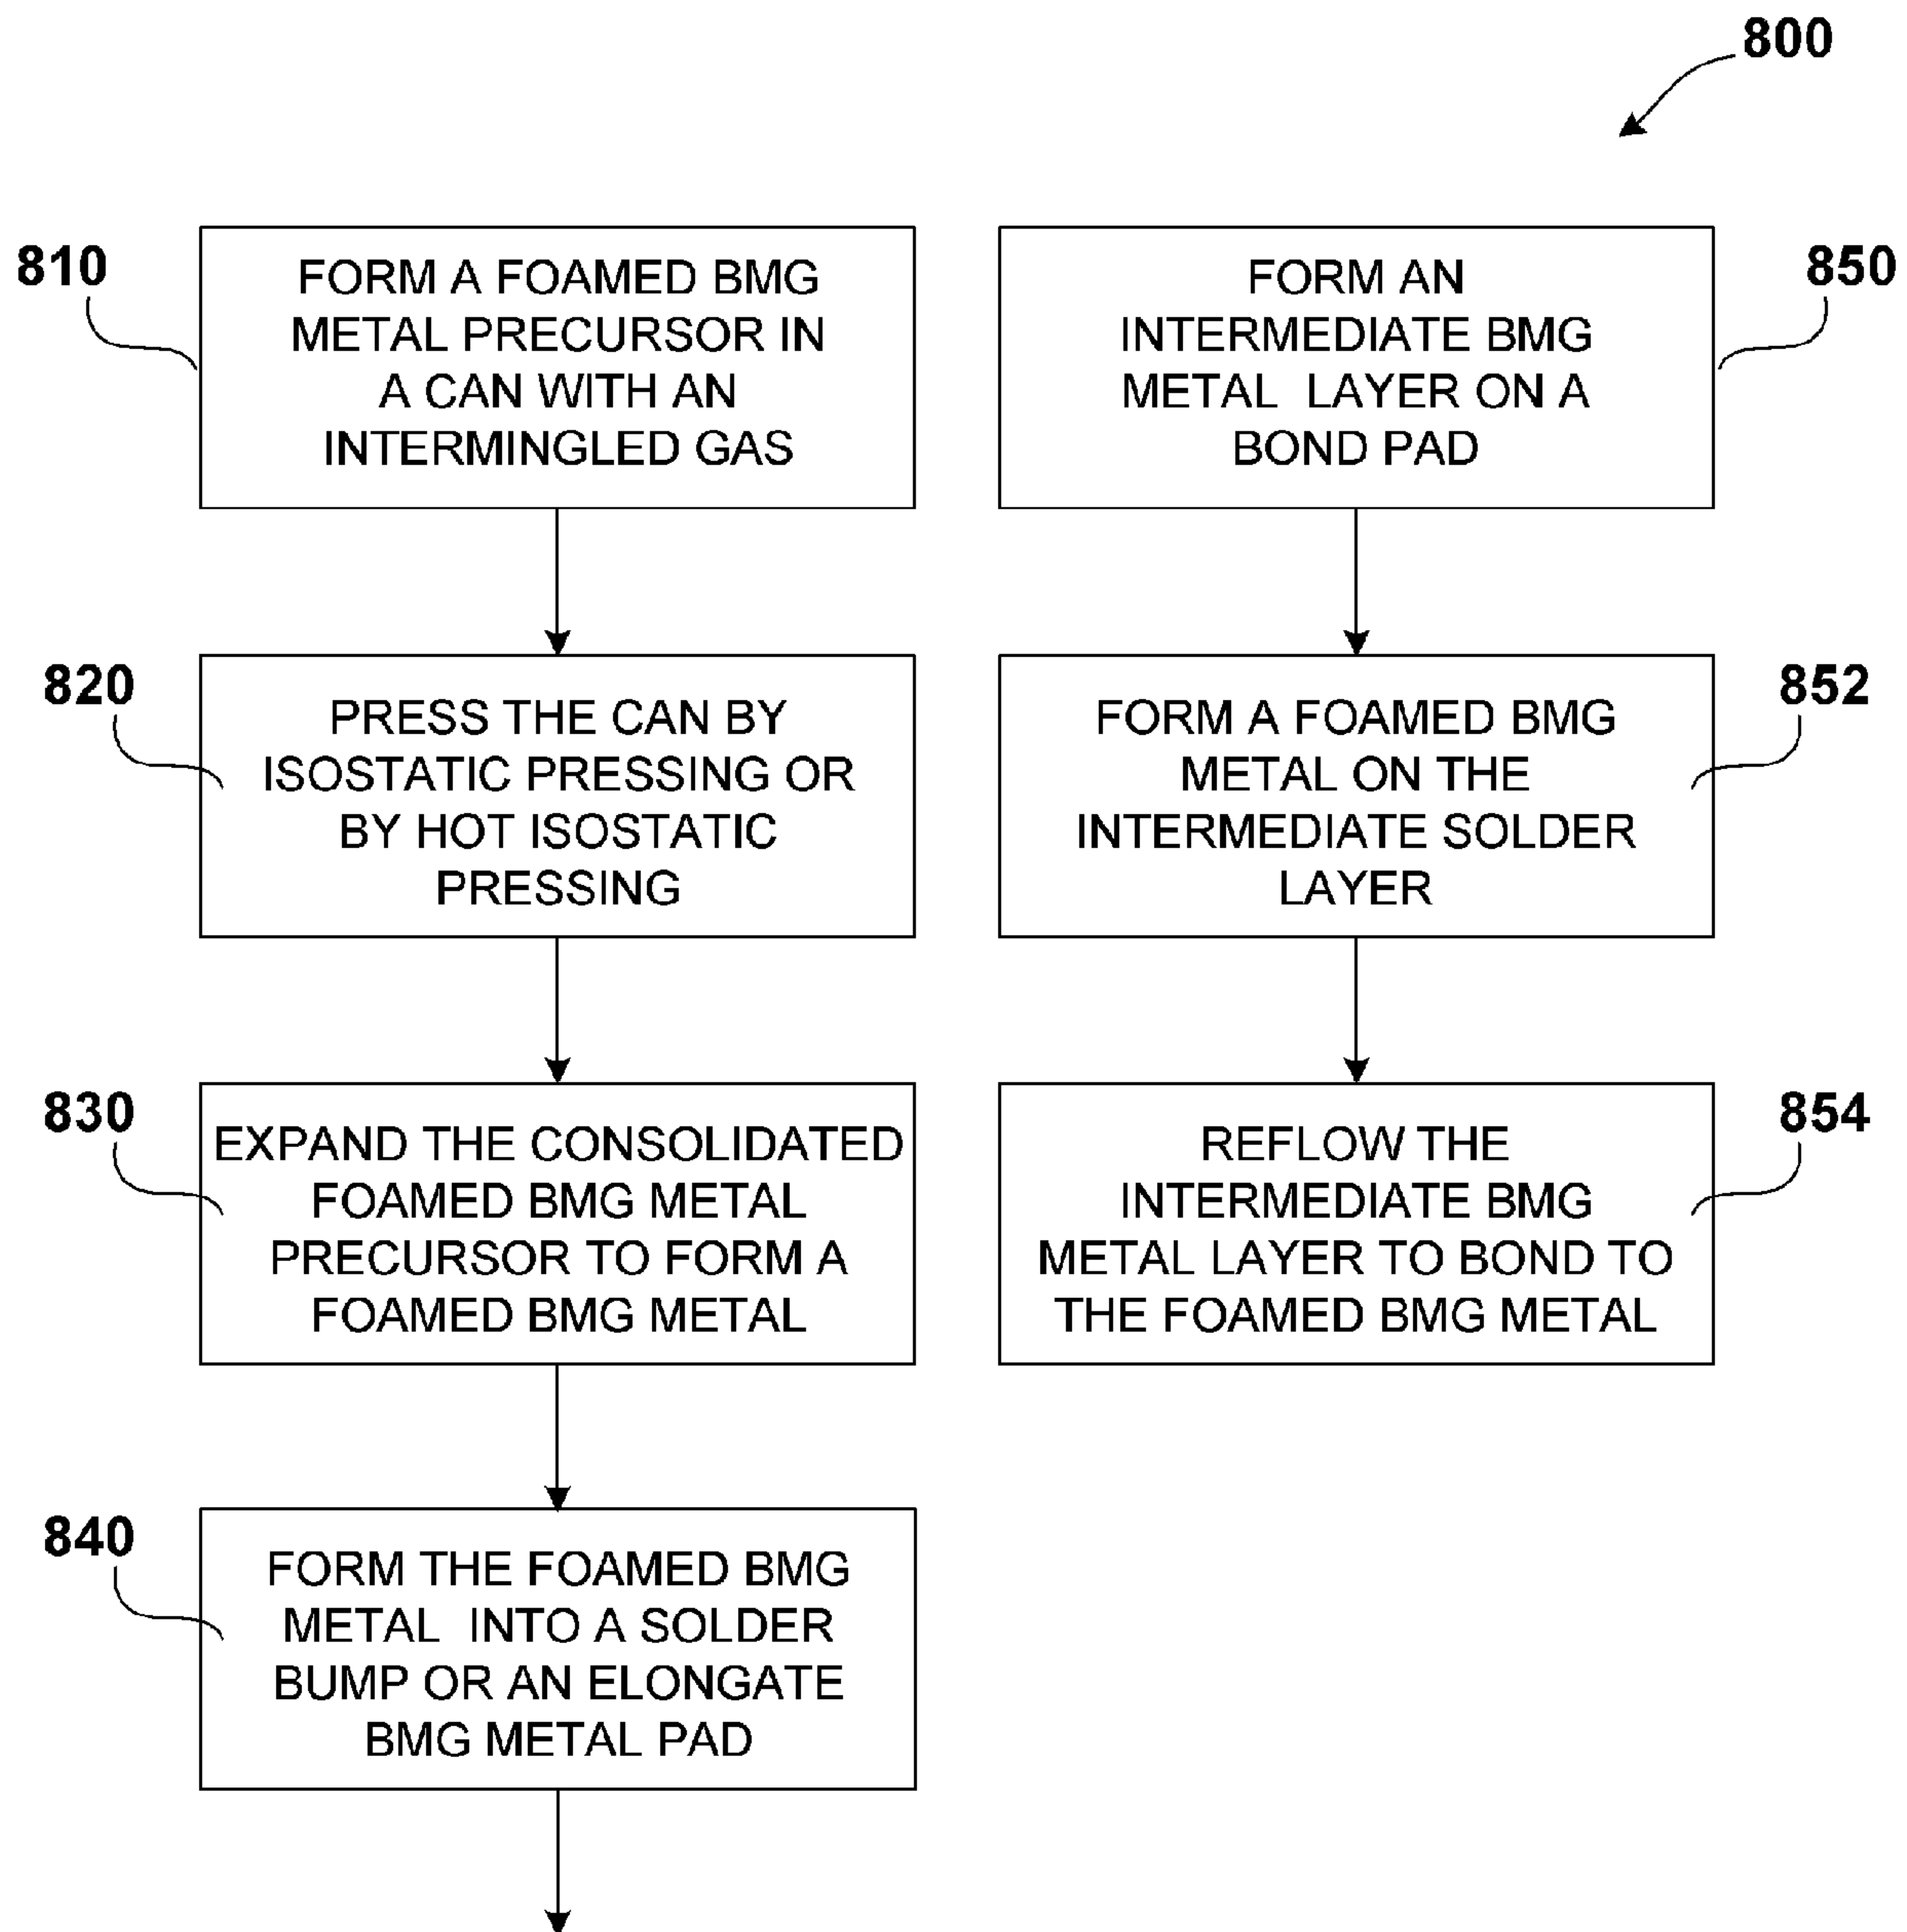 800
810
FORM A FOAMED BMG
METAL PRECURSOR IN
A CAN WITH AN
INTERMINGLED GAS
820
PRESS THE CAN BY
ISOSTATIC PRESSING OR
BY HOT ISOSTATIC
PRESSING
830
EXPAND THE CONSOLIDATED
FOAMED BMG METAL
PRECURSOR TO FORM A
FOAMED BMG METAL
840
FORM THE FOAMED BMG
METAL INTO A SOLDER
BUMP OR AN ELONGATE
BMG METAL PAD
850
FORM AN
INTERMEDIATE BMG
METAL LAYER ON A
BOND PAD
852
FORM A FOAMED BMG
METAL ON THE
INTERMEDIATE SOLDER
LAYER
854
REFLOW THE
INTERMEDIATE BMG
METAL LAYER TO BOND TO
THE FOAMED BMG METAL